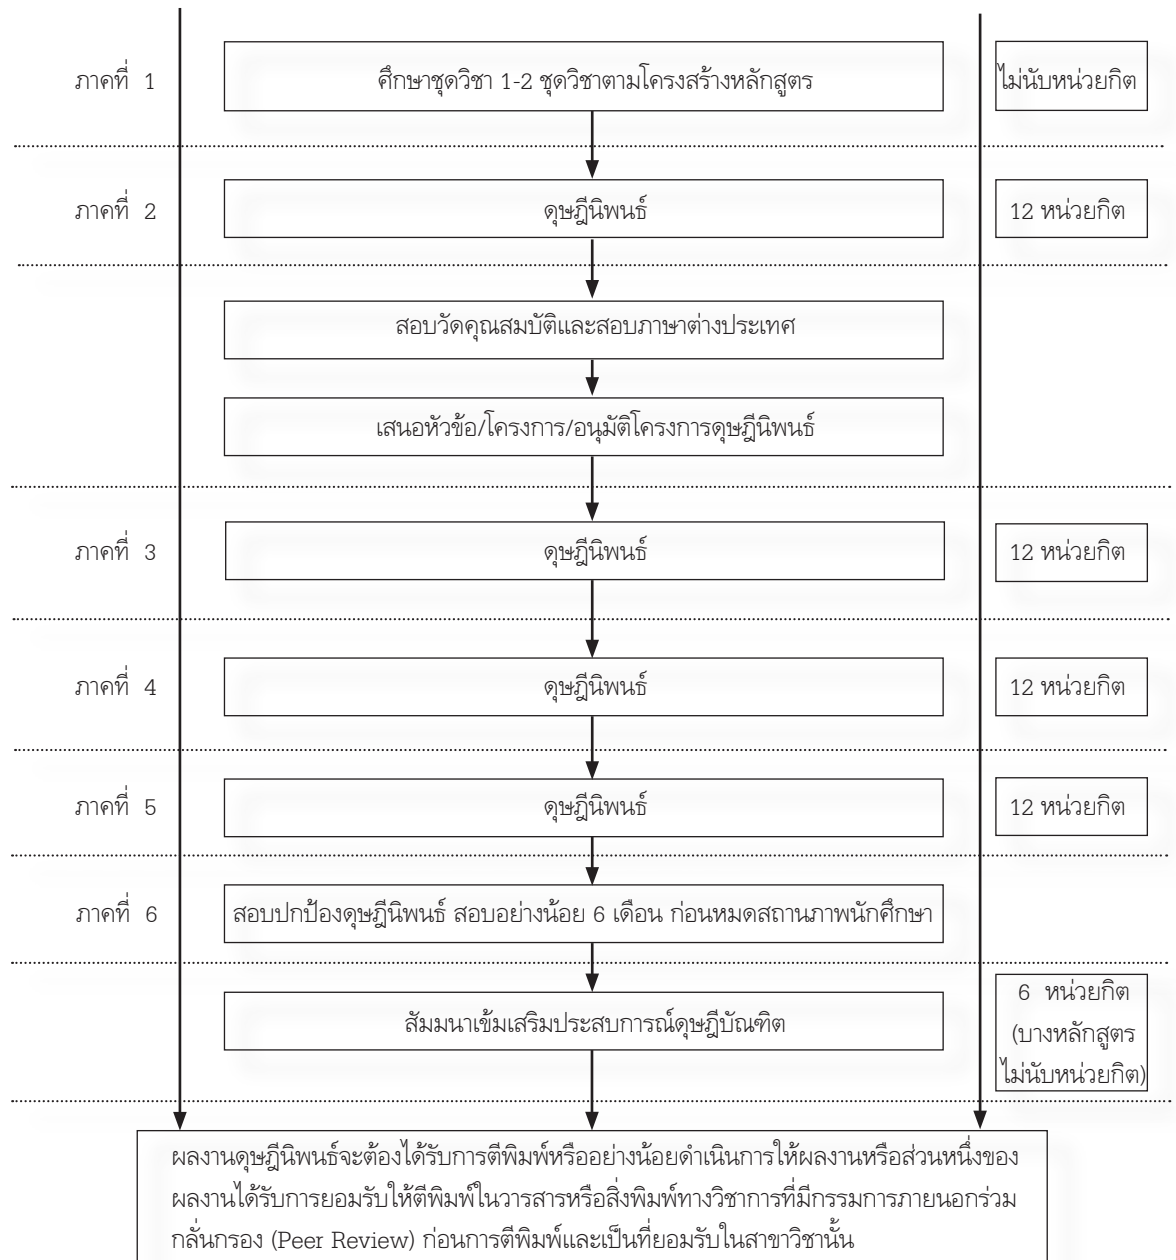 ภาคที่ 1
ศึกษาชุดวิชา 1-2 ชุดวิชาตามโครงสร้างหลักสูตร
ไม่นับหน่วยกิต
ภาคที่ 2
ดุษฎีนิพนธ์
12 หน่วยกิต
สอบวัดคุณสมบัติและสอบภาษาต่างประเทศ
เสนอหัวข้อ/โครงการ/อนุมัติโครงการดุษฎีนิพนธ์
ภาคที่ 3
ดุษฎีนิพนธ์
12 หน่วยกิต
ภาคที่ 4
ดุษฎีนิพนธ์
12 หน่วยกิต
ภาคที่ 5
ดุษฎีนิพนธ์
12 หน่วยกิต
ภาคที่ 6
สอบปกป้องดุษฎีนิพนธ์ สอบอย่างน้อย 6 เดือน ก่อนหมดสถานภาพนักศึกษา
สัมมนาเข้มเสริมประสบการณ์ดุษฎีบัณฑิต
6 หน่วยกิต
(บางหลักสูตร
ไม่นับหน่วยกิต)
ผลงานดุษฎีนิพนธ์จะต้องได้รับการตีพิมพ์หรืออย่างน้อยดำเนินการให้ผลงานหรือส่วนหนึ่งของ
ผลงานได้รับการยอมรับให้ตีพิมพ์ในวารสารหรือสิ่งพิมพ์ทางวิชาการที่มีกรรมการภายนอกร่วม
กลั่นกรอง (Peer Review) ก่อนการตีพิมพ์และเป็นที่ยอมรับในสาขาวิชานั้น